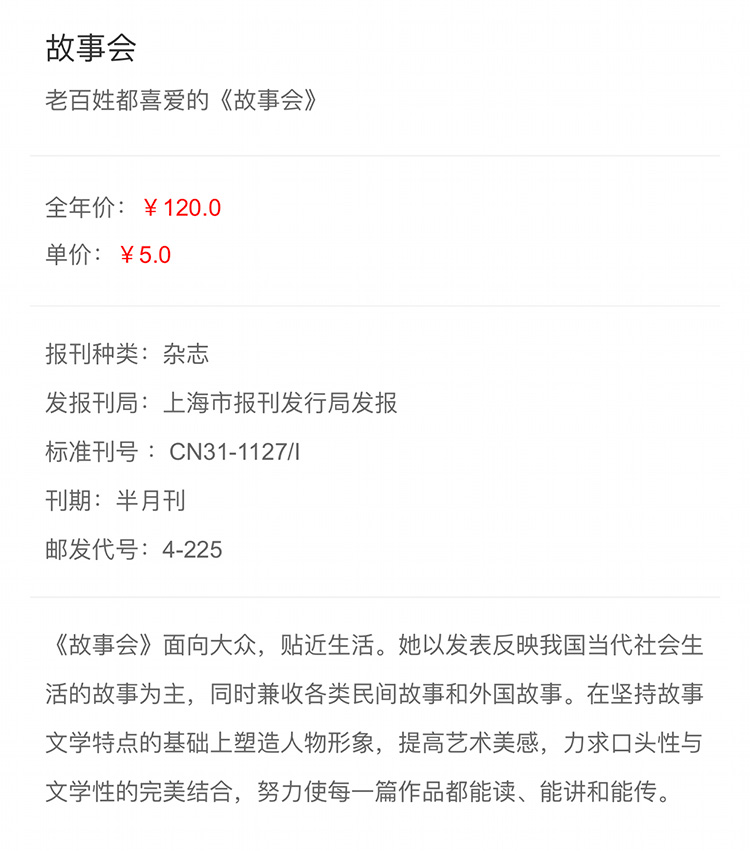 故事会
老百姓都喜爱的《故事会》
全年价：￥120.0
单价：￥5.0
报刊种类：杂志
发报刊局：上海市报刊发行局发报
标准刊号： CN31-1127/I
刊期：半月刊
邮发代号：4-225
《故事会》面向大众，贴近生活。她以发表反映我国当代社会生
活的故事为主，同时兼收各类民间故事和外国故事。在坚持故事
文学特点的基础上塑造人物形象，提高艺术美感，力求口头性与
文学性的完美结合，努力使每一篇作品都能读、能讲和能传。